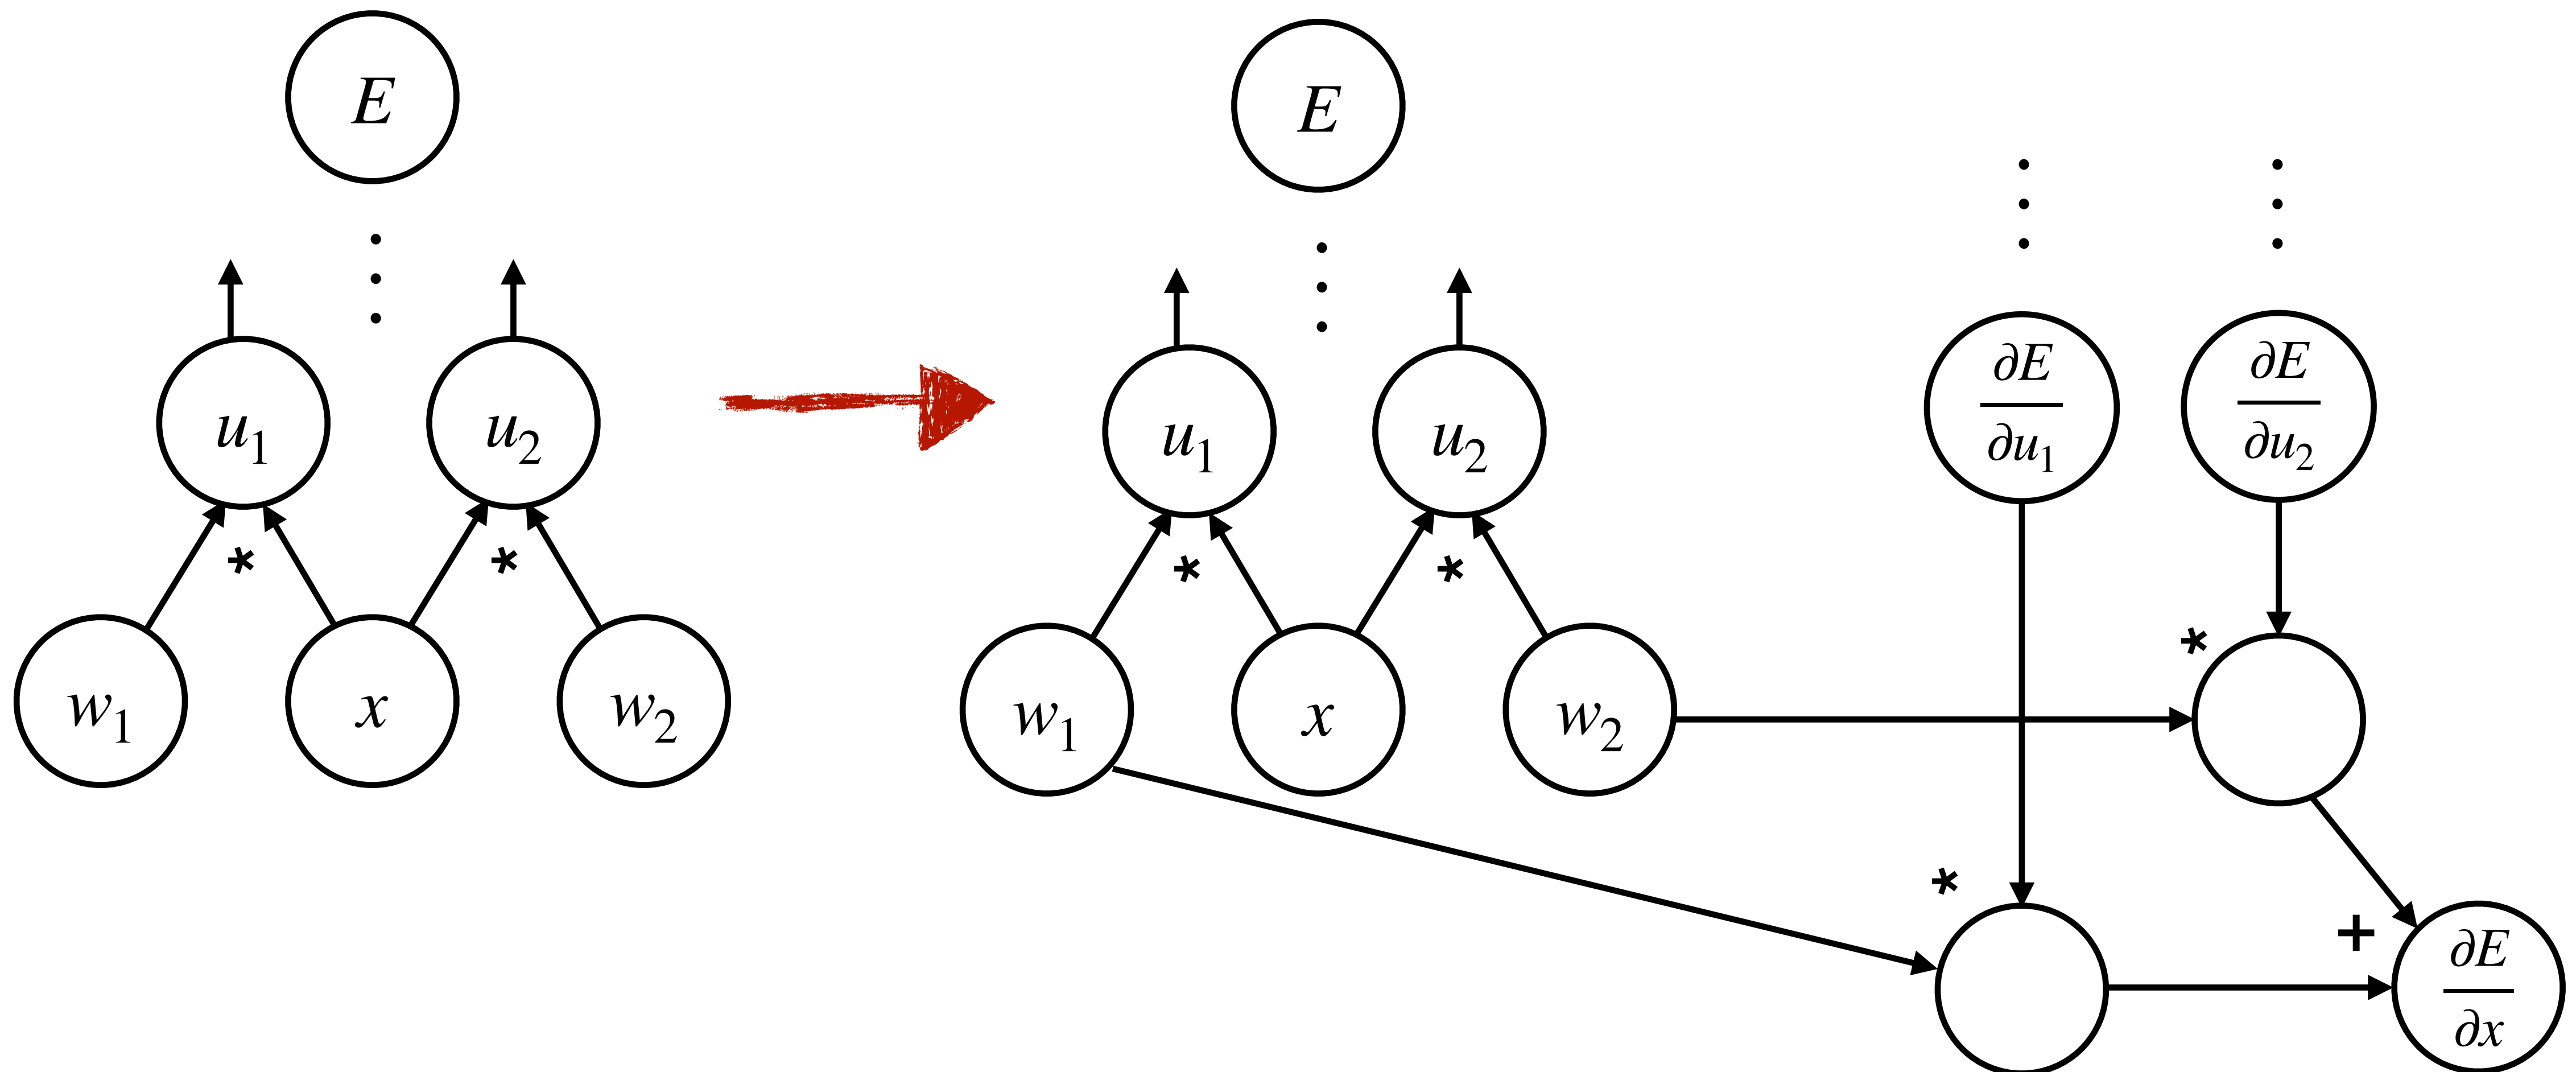 E
u₁ u₂
* *
w₁ x w₂
E
u₁ u₂
* *
w₁ x w₂
∂E/∂u₁ ∂E/∂u₂
*
*
+
∂E/∂x